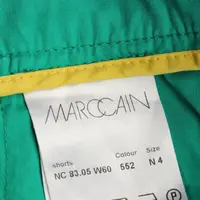 MARCCAIN
shorts Colour Size
NC 83.05 W60 552 N 4
P